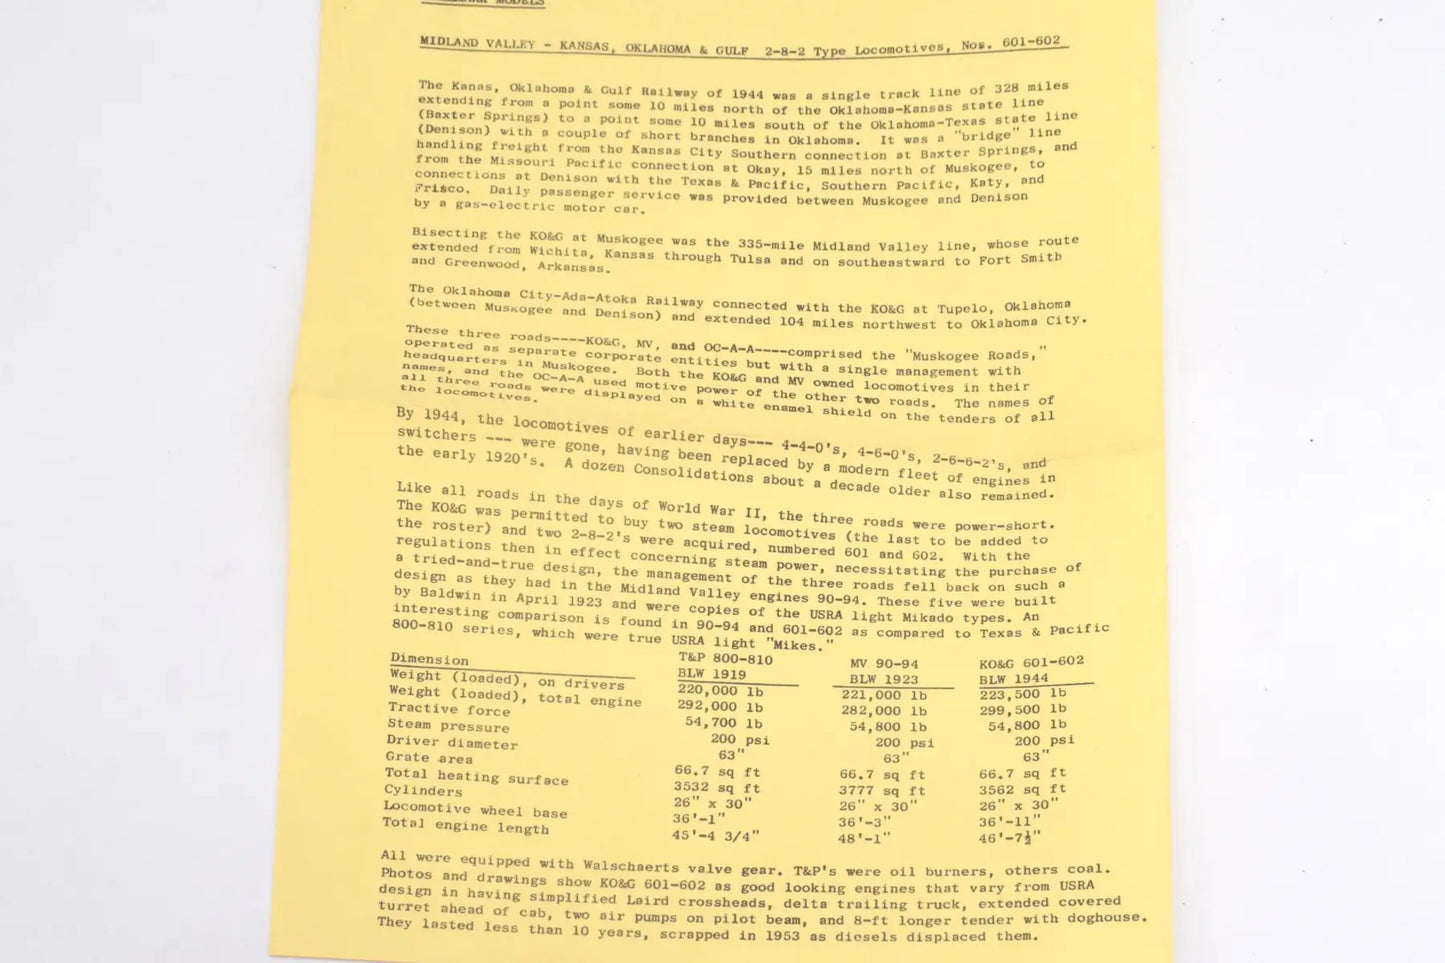 MODELS
MIDLAND VALLEY - KANSAS, OKLAHOMA & GULF 2-8-2 Type Locomotives, Nos. 601-602
The Kanas, Oklahoma & Gulf Railway of 1944 was a single track line of 328 miles
extending from a point some 10 miles north of the Oklahoma-Kansas state line
(Baxter Springs) to a point some 10 miles south of the Oklahoma-Texas state line
(Denison) with a couple of short branches in Oklahoma. It was a "bridge" line
handling freight from the Kansas City Southern connection at Baxter Springs, and
from the Missouri Pacific connection at Okay, 15 miles north of Muskogee, to
connections at Denison with the Texas & Pacific, Southern Pacific, Katy, and
Frisco. Daily passenger service was provided between Muskogee and Denison
by a gas-electric motor car.
Bisecting the KO&G at Muskogee was the 335-mile Midland Valley line, whose route
extended from Wichita, Kansas through Tulsa and on southeastward to Fort Smith
and Greenwood, Arkansas.
The Oklahoma City-Ada-Atoka Railway connected with the KO&G at Tupelo, Oklahoma
(between Muskogee and Denison) and extended 104 miles northwest to Oklahoma City.
These three roads----KO&G, MV, and OC-A-A----comprised the "Muskogee Roads,"
operated as separate corporate entities but with a single management with
headquarters in Muskogee. Both the KO&G and MV owned locomotives in their
names, and the OC-A-A used motive power of the other two roads. The names of
all three roads were displayed on a white enamel shield on the tenders of all
the locomotives.
By 1944, the locomotives of earlier days--- 4-4-0's, 4-6-0's, 2-6-6-2's, and
switchers --- were gone, having been replaced by a modern fleet of engines in
the early 1920's. A dozen Consolidations about a decade older also remained.
Like all roads in the days of World War II, the three roads were power-short.
The KO&G was permitted to buy two steam locomotives (the last to be added to
the roster) and two 2-8-2's were acquired, numbered 601 and 602. With the
regulations then in effect concerning steam power, necessitating the purchase of
a tried-and-true design, the management of the three roads fell back on such a
design as they had in the Midland Valley engines 90-94. These five were built
by Baldwin in April 1923 and were copies of the USRA light Mikado types. An
interesting comparison is found in 90-94 and 601-602 as compared to Texas & Pacific
800-810 series, which were true USRA light "Mikes."
Dimension T&P 800-810 MV 90-94 KO&G 601-602
BLW 1919 BLW 1923 BLW 1944
Weight (loaded), on drivers 220,000 lb 221,000 lb 223,500 lb
Weight (loaded), total engine 292,000 lb 282,000 lb 299,500 lb
Tractive force 54,700 lb 54,800 lb 54,800 lb
Steam pressure 200 psi 200 psi 200 psi
Driver diameter 63" 63" 63"
Grate area 66.7 sq ft 66.7 sq ft 66.7 sq ft
Total heating surface 3532 sq ft 3777 sq ft 3562 sq ft
Cylinders 26" x 30" 26" x 30" 26" x 30"
Locomotive wheel base 36'-1" 36'-3" 36'-11"
Total engine length 45'-4 3/4" 48'-1" 46'-7½"
All were equipped with Walschaerts valve gear. T&P's were oil burners, others coal.
Photos and drawings show KO&G 601-602 as good looking engines that vary from USRA
design in having simplified Laird crossheads, delta trailing truck, extended covered
turret ahead of cab, two air pumps on pilot beam, and 8-ft longer tender with doghouse.
They lasted less than 10 years, scrapped in 1953 as diesels displaced them.